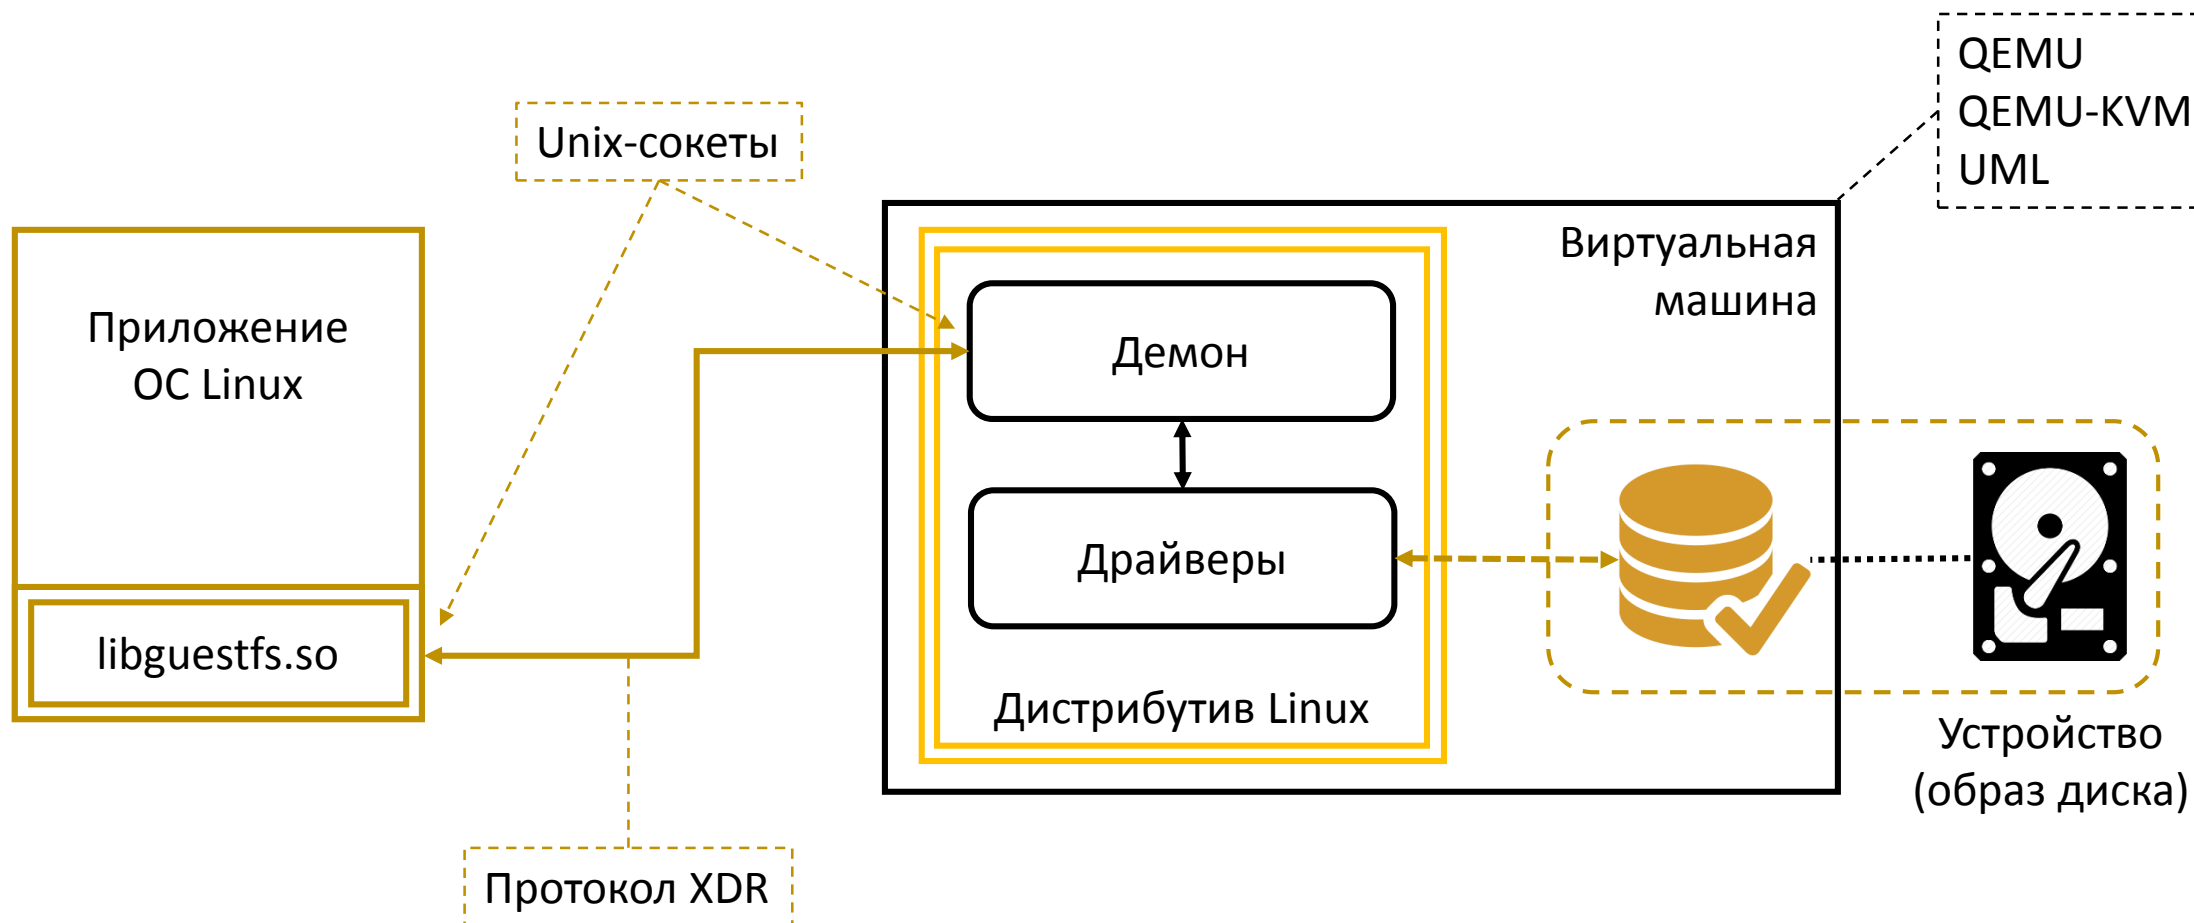 QEMU
QEMU-KVM
UML
Unix-сокеты
Виртуальная
машина
Приложение
ОС Linux
Демон
Драйверы
libguestfs.so
Дистрибутив Linux
Устройство
(образ диска)
Протокол XDR